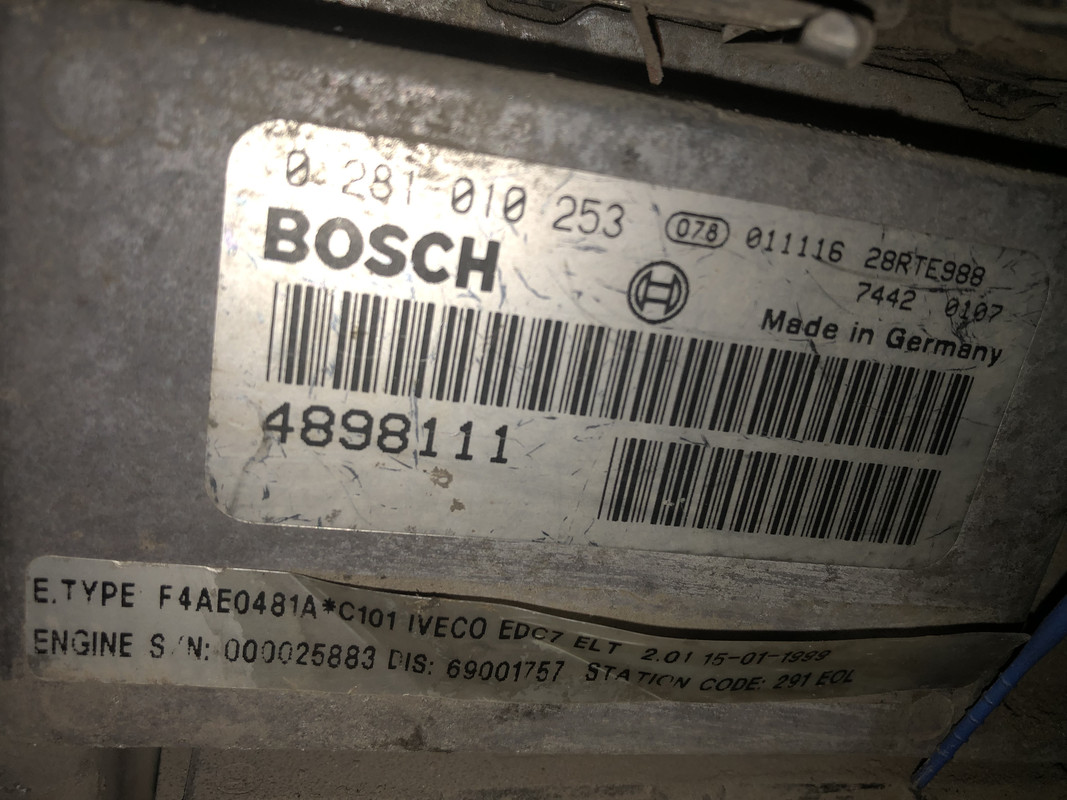 0 281 010 253 078 011116 28RTE988
BOSCH 7442 0107
Made in Germany
4898111
E.TYPE F4AE0481A*C101 IVECO EDC7 ELT 2.01 15-01-1999
ENGINE S/N: 000025883 DIS: 69001757 STATION CODE: 291 EOL